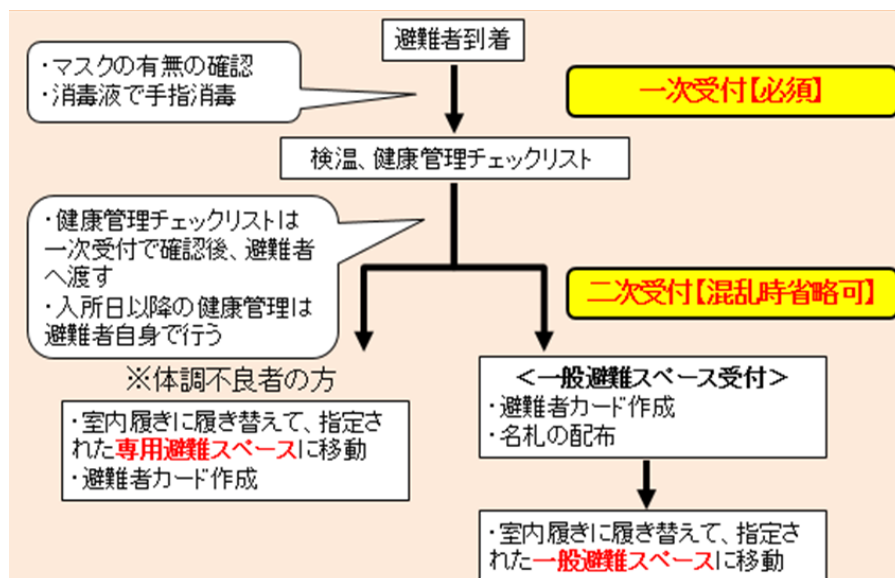 避難者到着
・マスクの有無の確認
・消毒液で手指消毒
一次受付【必須】
検温、健康管理チェックリスト
・健康管理チェックリストは
一次受付で確認後、避難者
へ渡す
・入所日以降の健康管理は
避難者自身で行う
二次受付【混乱時省略可】
※体調不良者の方
・室内履きに履き替えて、指定さ
れた専用避難スペースに移動
・避難者カード作成
＜一般避難スペース受付＞
・避難者カード作成
・名札の配布
・室内履きに履き替えて、指定さ
れた一般避難スペースに移動